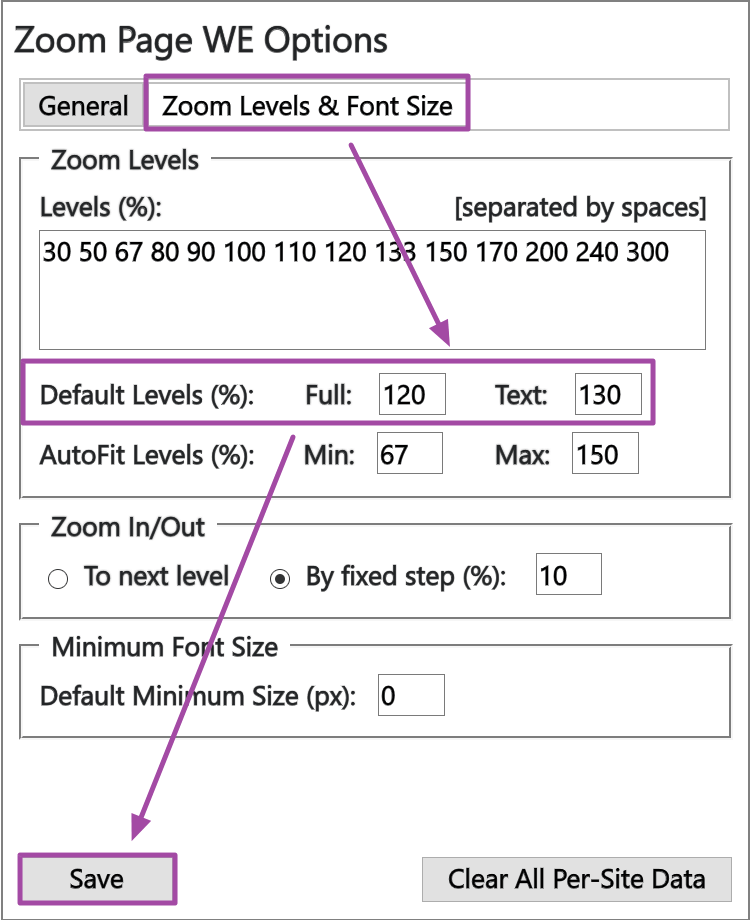 Zoom Page WE Options
General Zoom Levels & Font Size
Zoom Levels
Levels (%): [separated by spaces]
30 50 67 80 90 100 110 120 133 150 170 200 240 300
Default Levels (%): Full: 120 Text: 130
AutoFit Levels (%): Min: 67 Max: 150
Zoom In/Out
To next level By fixed step (%): 10
Minimum Font Size
Default Minimum Size (px): 0
Save Clear All Per-Site Data